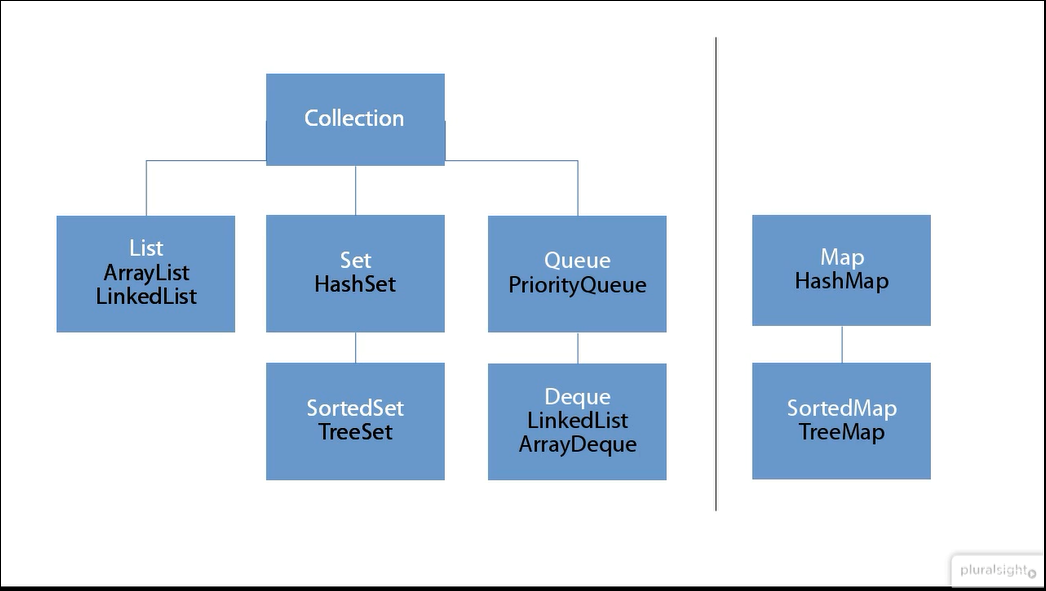 Collection
List
ArrayList
LinkedList
Set
HashSet
Queue
PriorityQueue
Map
HashMap
SortedSet
TreeSet
Deque
LinkedList
ArrayDeque
SortedMap
TreeMap
pluralsight